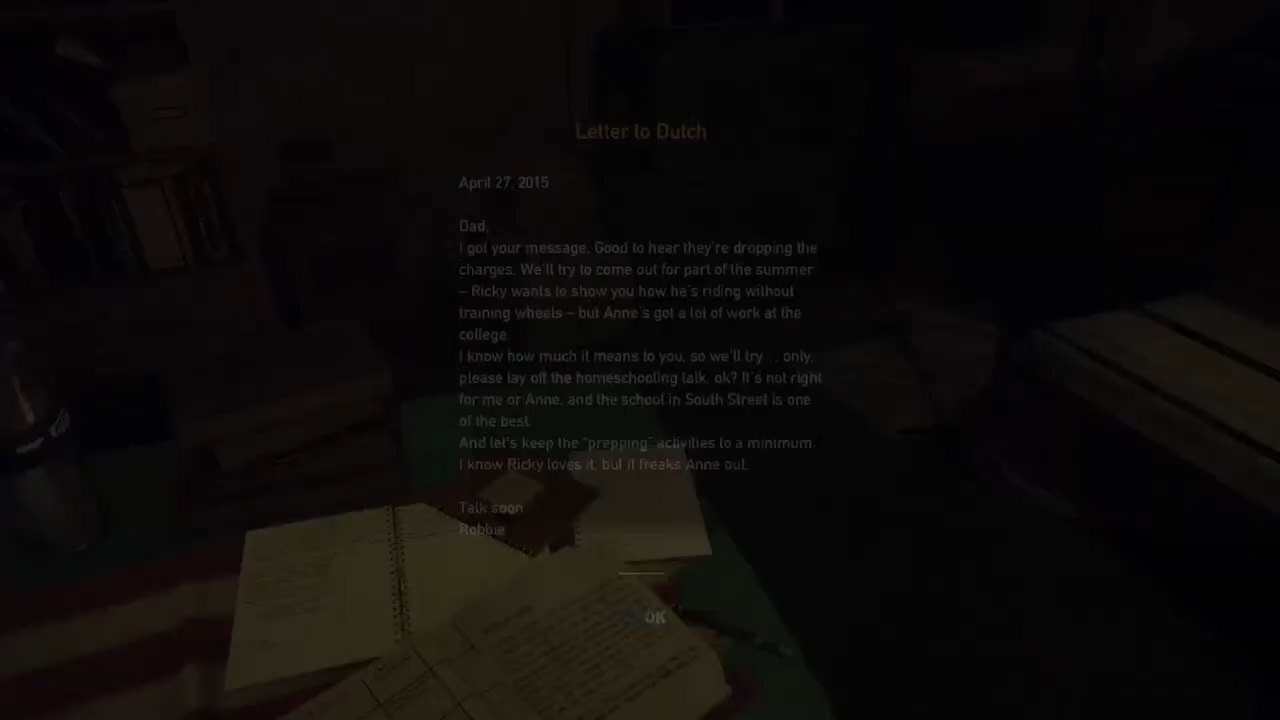 Letter to Dutch
April 27, 2015
Dad,
I got your message. Good to hear they're dropping the
charges. We'll try to come out for part of the summer
– Ricky wants to show you how he's riding without
training wheels – but Anne's got a lot of work at the
college.
I know how much it means to you, so we'll try ... only,
please lay off the homeschooling talk, ok? It's not right
for me or Anne, and the school in South Street is one
of the best.
And let's keep the "prepping" activities to a minimum.
I know Ricky loves it, but it freaks Anne out.
Talk soon
Robbie
OK